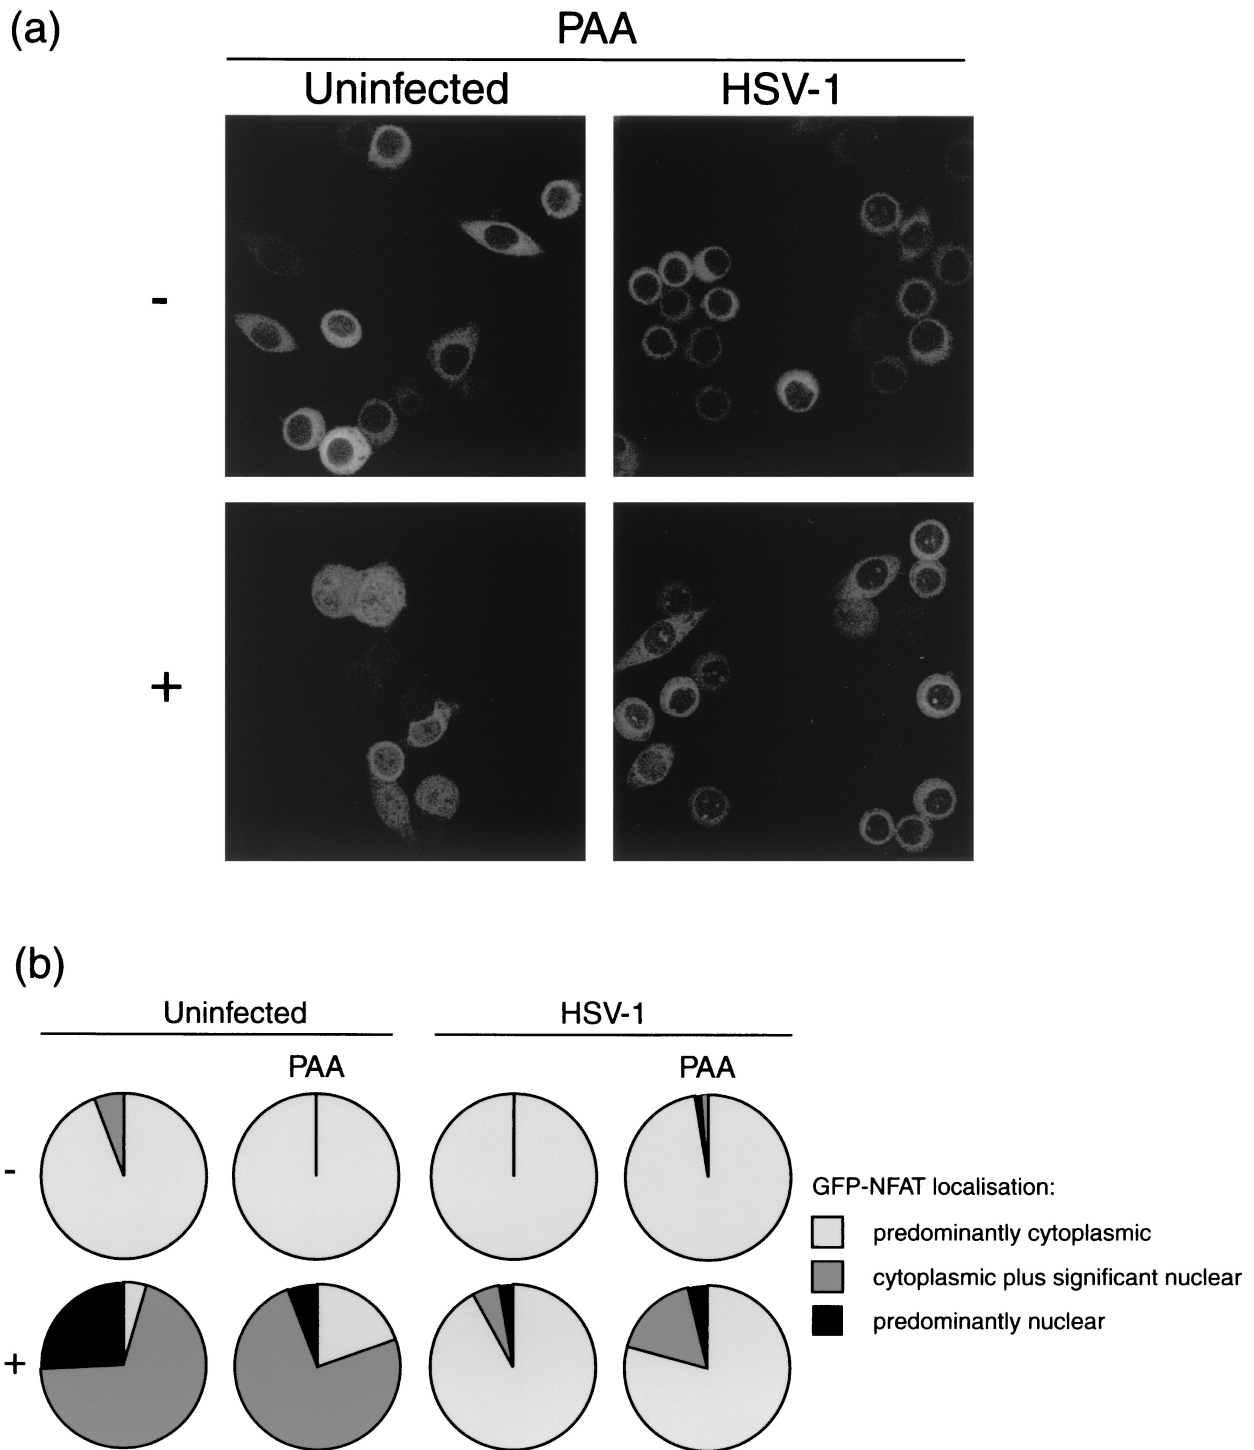 (a)
PAA
Uninfected HSV-1
-
+
(b)
Uninfected HSV-1
PAA PAA
-
GFP-NFAT localisation:
predominantly cytoplasmic
cytoplasmic plus significant nuclear
predominantly nuclear
+